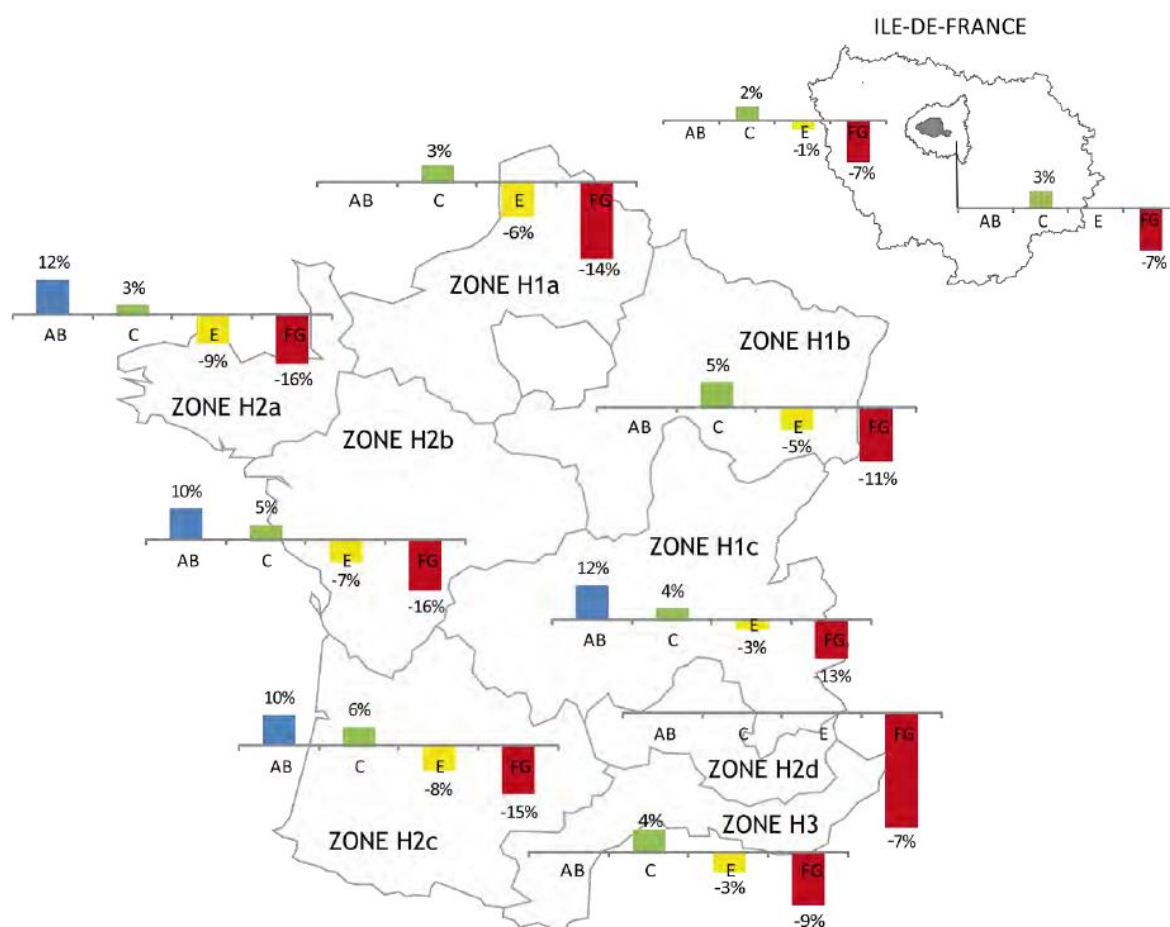 ILE-DE-FRANCE
2%
AB C E FG
-1%
-7%
3%
AB C E FG
-7%
3%
AB C E FG
-6%
-14%
ZONE H1a
12%
3%
AB C E FG
-9%
-16%
ZONE H2a
ZONE H1b
5%
AB C E FG
-5%
-11%
ZONE H2b
10%
5%
AB C E FG
-7%
-16%
ZONE H1c
12%
4%
AB C E FG
-3%
-13%
10%
6%
AB C E FG
-8%
-15%
ZONE H2c
AB C E FG
-7%
ZONE H2d
ZONE H3
4%
AB C E FG
-3%
-9%